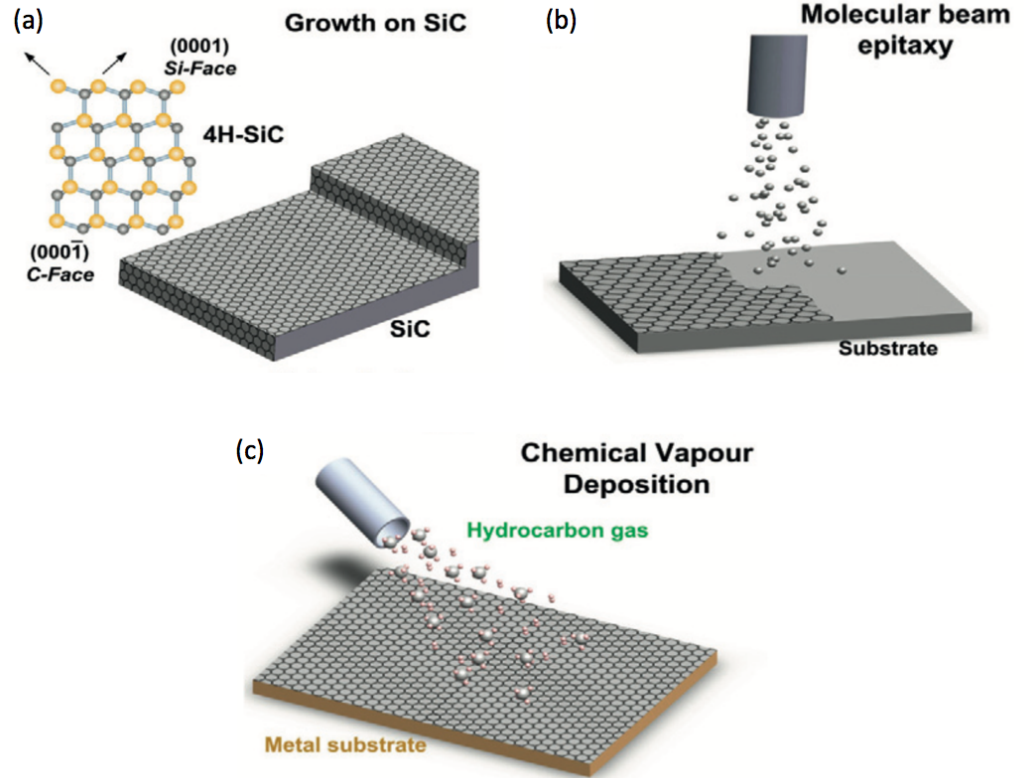 (a)
Growth on SiC
(0001)
Si-Face
4H-SiC
(0001̄)
C-Face
SiC
(b)
Molecular beam
epitaxy
Substrate
(c)
Chemical Vapour
Deposition
Hydrocarbon gas
Metal substrate